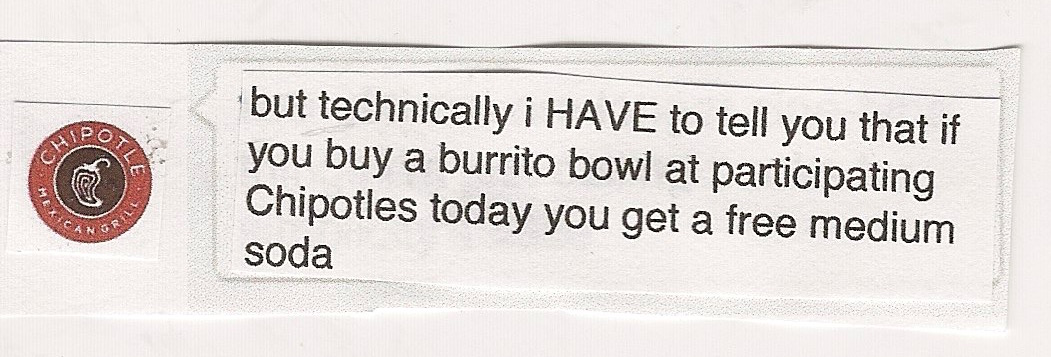 CHIPOTLE
MEXICAN GRILL
but technically i HAVE to tell you that if
you buy a burrito bowl at participating
Chipotles today you get a free medium
soda